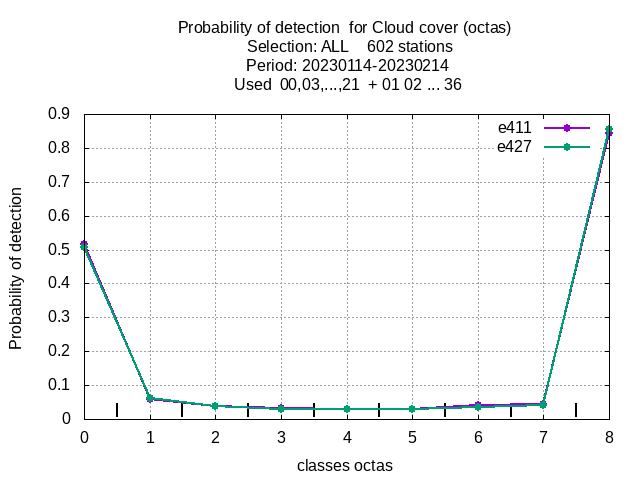 Probability of detection  for Cloud cover (octas)
Selection: ALL    602 stations
Period: 20230114-20230214
Used  00,03,...,21  + 01 02 ... 36
e411
e427
0.9
0.8
0.7
0.6
0.5
0.4
0.3
0.2
0.1
0
Probability of detection
0 1 2 3 4 5 6 7 8
classes octas